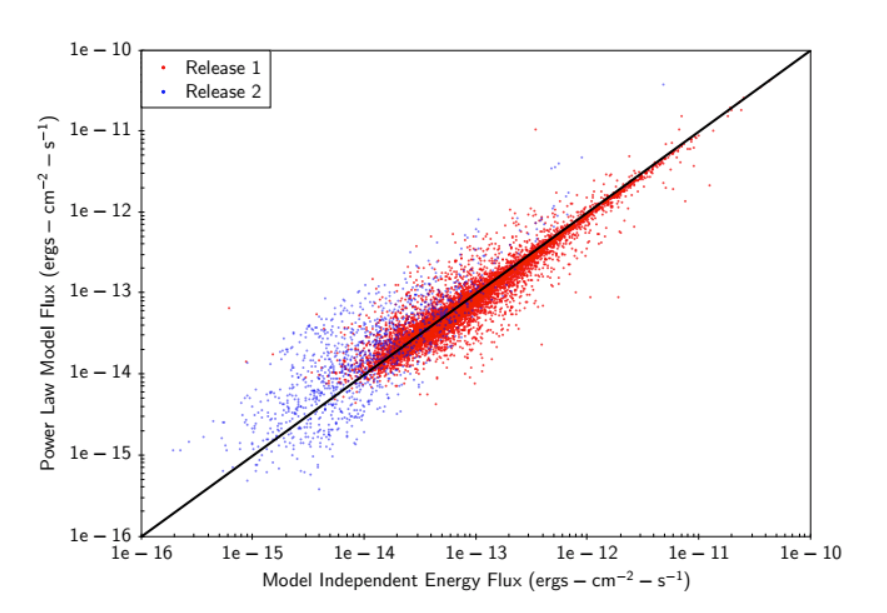 1e − 10
Release 1
Release 2
1e − 11
1e − 12
1e − 13
1e − 14
1e − 15
1e − 16
Power Law Model Flux (ergs − cm⁻² − s⁻¹)
1e − 16 1e − 15 1e − 14 1e − 13 1e − 12 1e − 11 1e − 10
Model Independent Energy Flux (ergs − cm⁻² − s⁻¹)